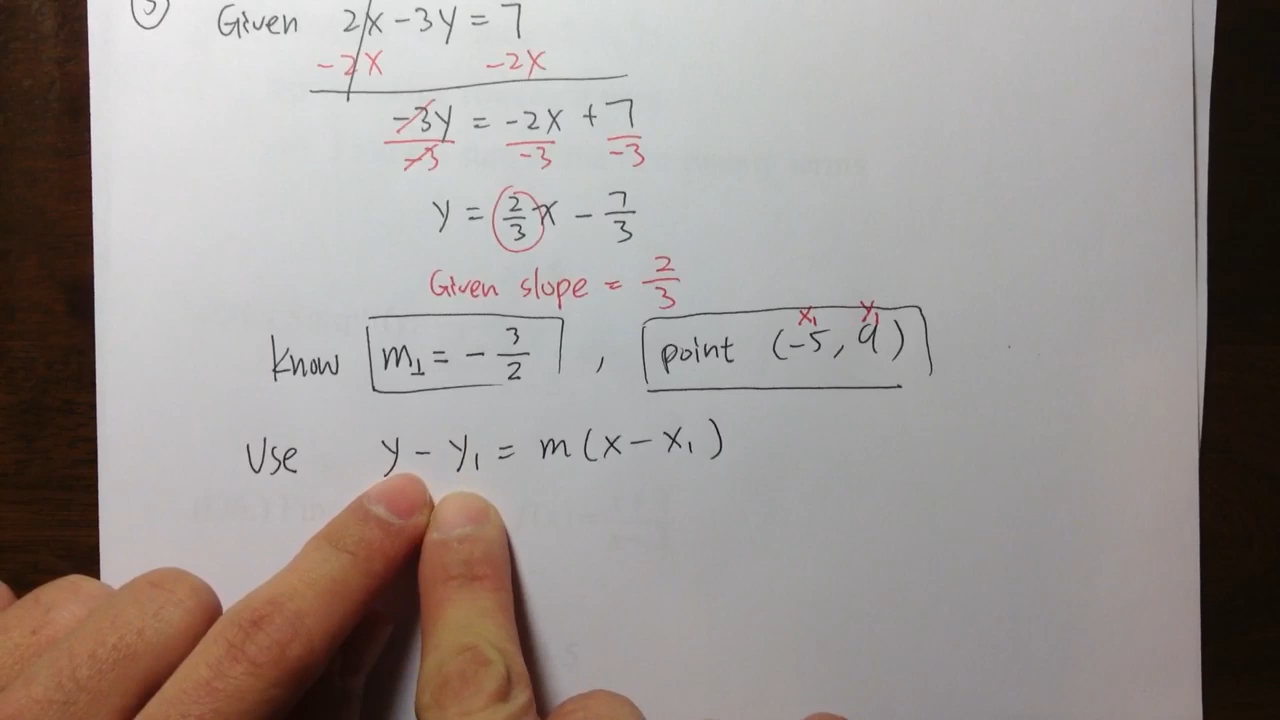 ③ Given 2x - 3y = 7
-2x -2x
-3y = -2x + 7
-3 -3 -3
y = 2/3 x - 7/3
Given slope = 2/3
x₁ y₁
Know m⊥ = - 3/2 , point (-5, 9)
Use y - y₁ = m(x - x₁)